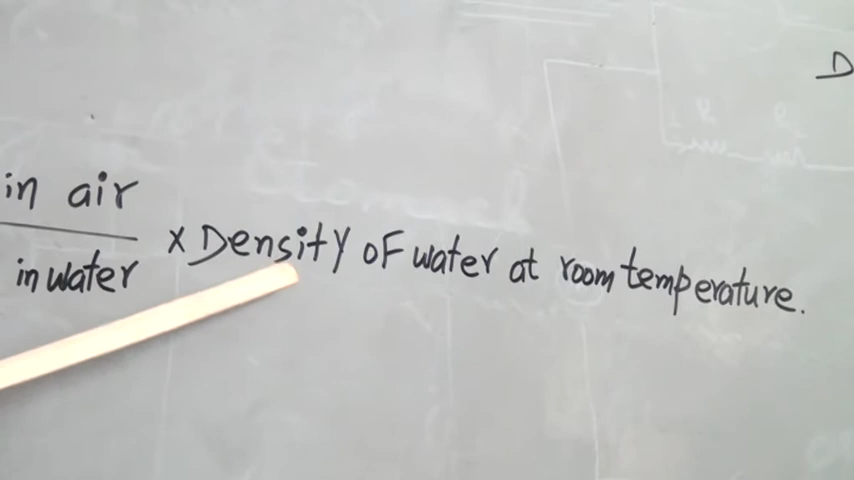 in air
in water × Density of water at room temperature.
D